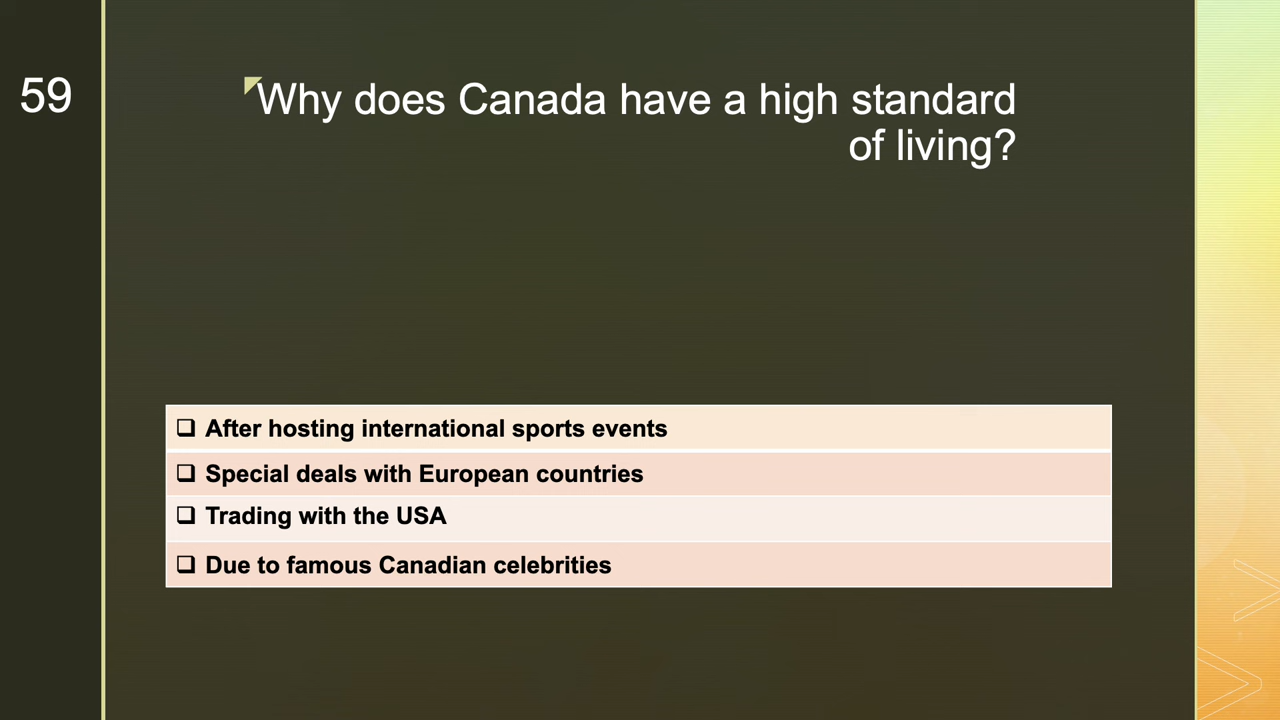 59
Why does Canada have a high standard
of living?
❑ After hosting international sports events
❑ Special deals with European countries
❑ Trading with the USA
❑ Due to famous Canadian celebrities